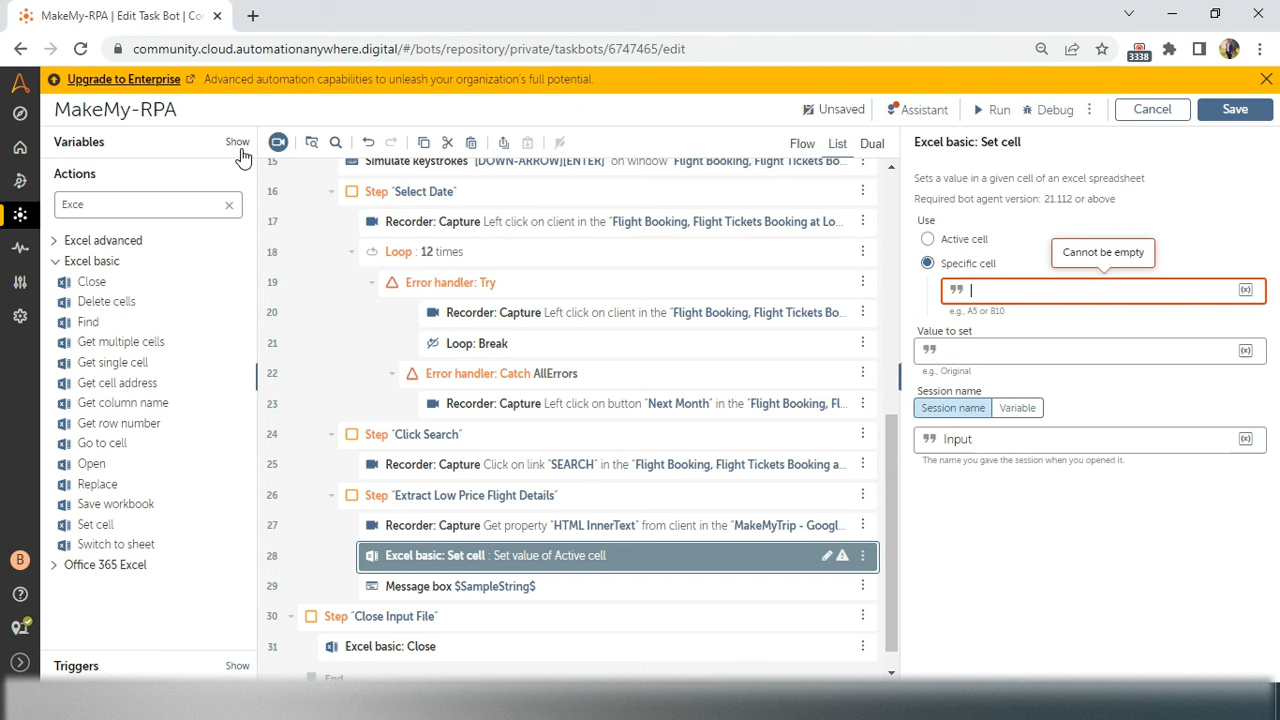 MakeMy-RPA | Edit Task Bot | Co
community.cloud.automationanywhere.digital/#/bots/repository/private/taskbots/6747465/edit
3338
Upgrade to Enterprise Advanced automation capabilities to unleash your organization's full potential.
MakeMy-RPA
Unsaved
Assistant
Run
Debug
Cancel
Save
Variables
Show
Actions
Exce
Excel advanced
Excel basic
Close
Delete cells
Find
Get multiple cells
Get single cell
Get cell address
Get column name
Get row number
Go to cell
Open
Replace
Save workbook
Set cell
Switch to sheet
Office 365 Excel
Triggers
Show
Flow
List
Dual
15 Simulate keystrokes [DOWN-ARROW][ENTER] on window "Flight Booking, Flight Tickets Bo...
16 Step "Select Date"
17 Recorder: Capture Left click on client in the "Flight Booking, Flight Tickets Booking at Lo...
18 Loop : 12 times
19 Error handler: Try
20 Recorder: Capture Left click on client in the "Flight Booking, Flight Tickets Bo...
21 Loop: Break
22 Error handler: Catch AllErrors
23 Recorder: Capture Left click on button "Next Month" in the "Flight Booking, Fl...
24 Step "Click Search"
25 Recorder: Capture Click on link "SEARCH" in the "Flight Booking, Flight Tickets Booking a...
26 Step "Extract Low Price Flight Details"
27 Recorder: Capture Get property "HTML InnerText" from client in the "MakeMyTrip - Googl...
28 Excel basic: Set cell : Set value of Active cell
29 Message box $SampleString$
30 Step "Close Input File"
31 Excel basic: Close
End
Excel basic: Set cell
Sets a value in a given cell of an excel spreadsheet
Required bot agent version: 21.112 or above
Use
Active cell
Specific cell
Cannot be empty
(x)
e.g., A5 or B10
Value to set
(x)
e.g., Original
Session name
Session name
Variable
Input
(x)
The name you gave the session when you opened it.
B